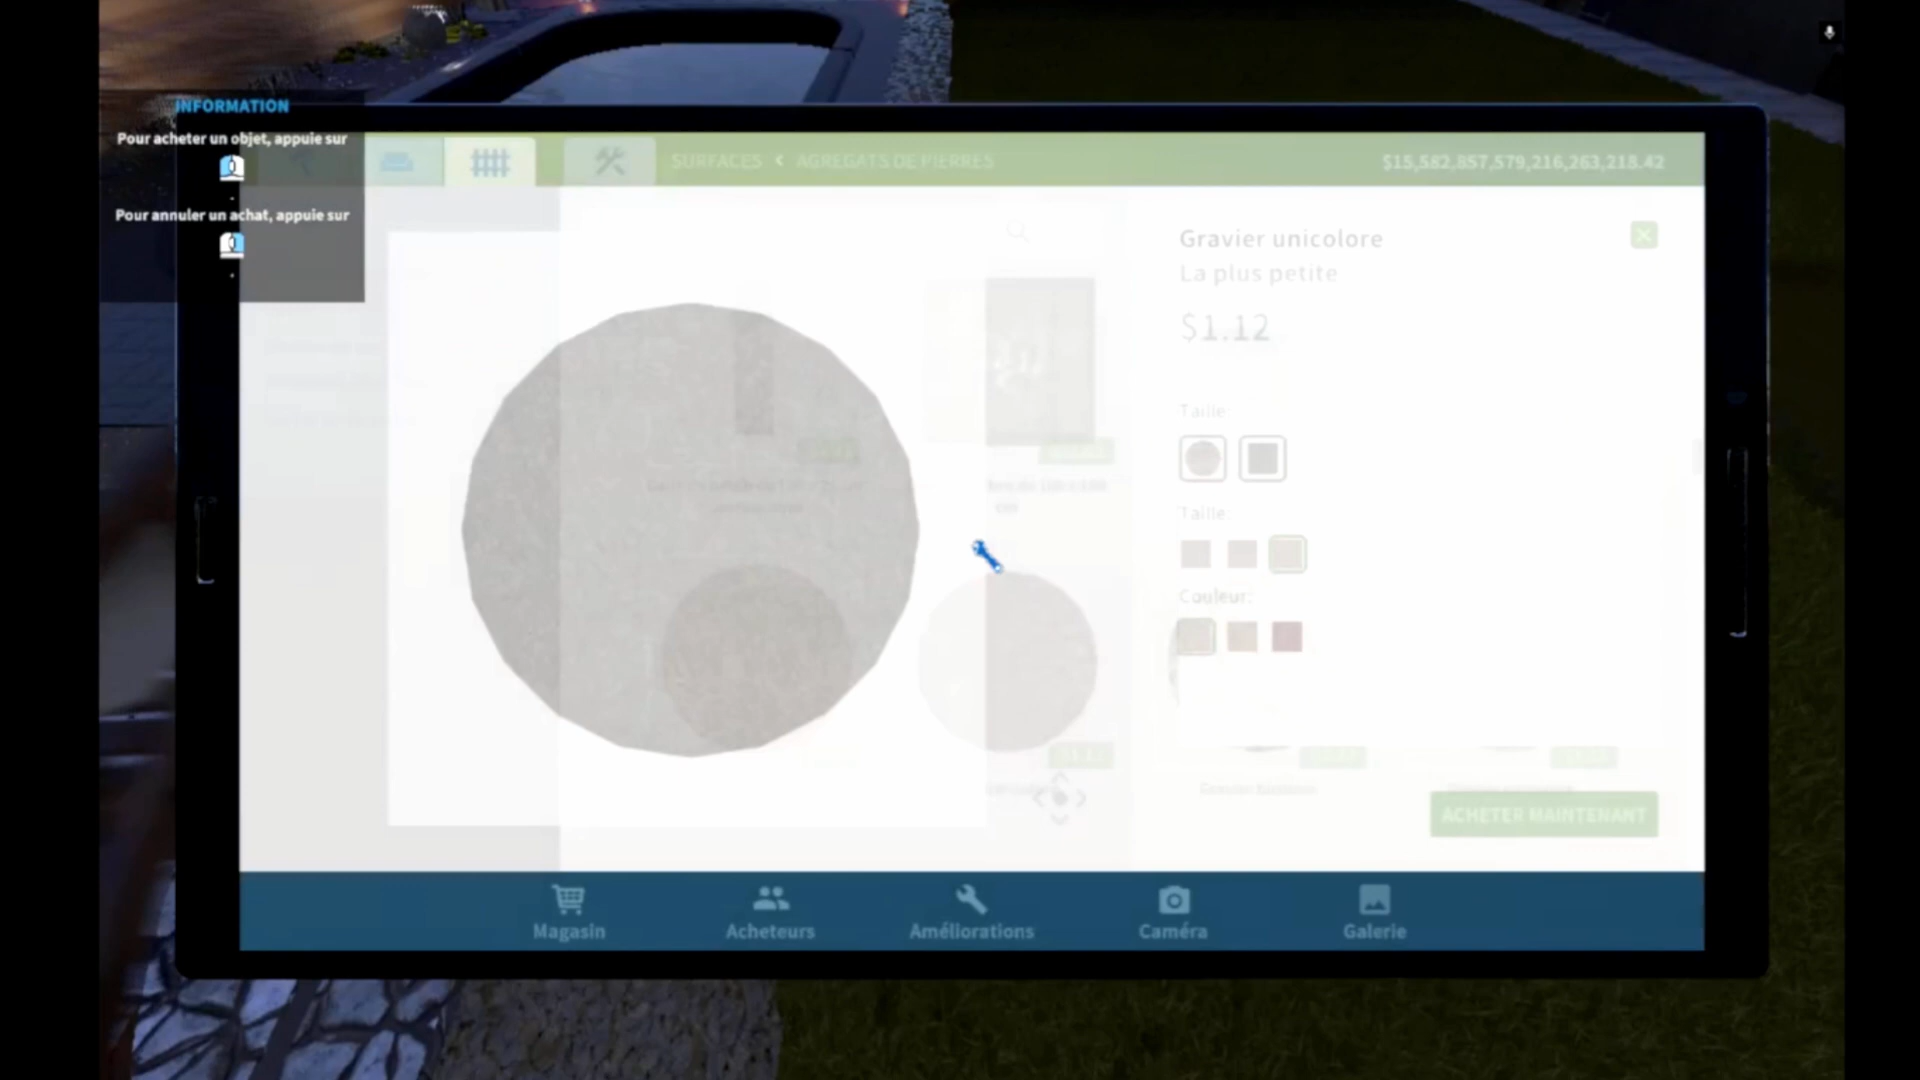 INFORMATION
Pour acheter un objet, appuie sur
.
Pour annuler un achat, appuie sur
.
SURFACES < AGREGATS DE PIERRES
$15,582,857,579,216,263,218.42
Gravier unicolore
La plus petite
$1.12
Taille:
Taille:
Couleur:
ACHETER MAINTENANT
Magasin
Acheteurs
Améliorations
Caméra
Galerie